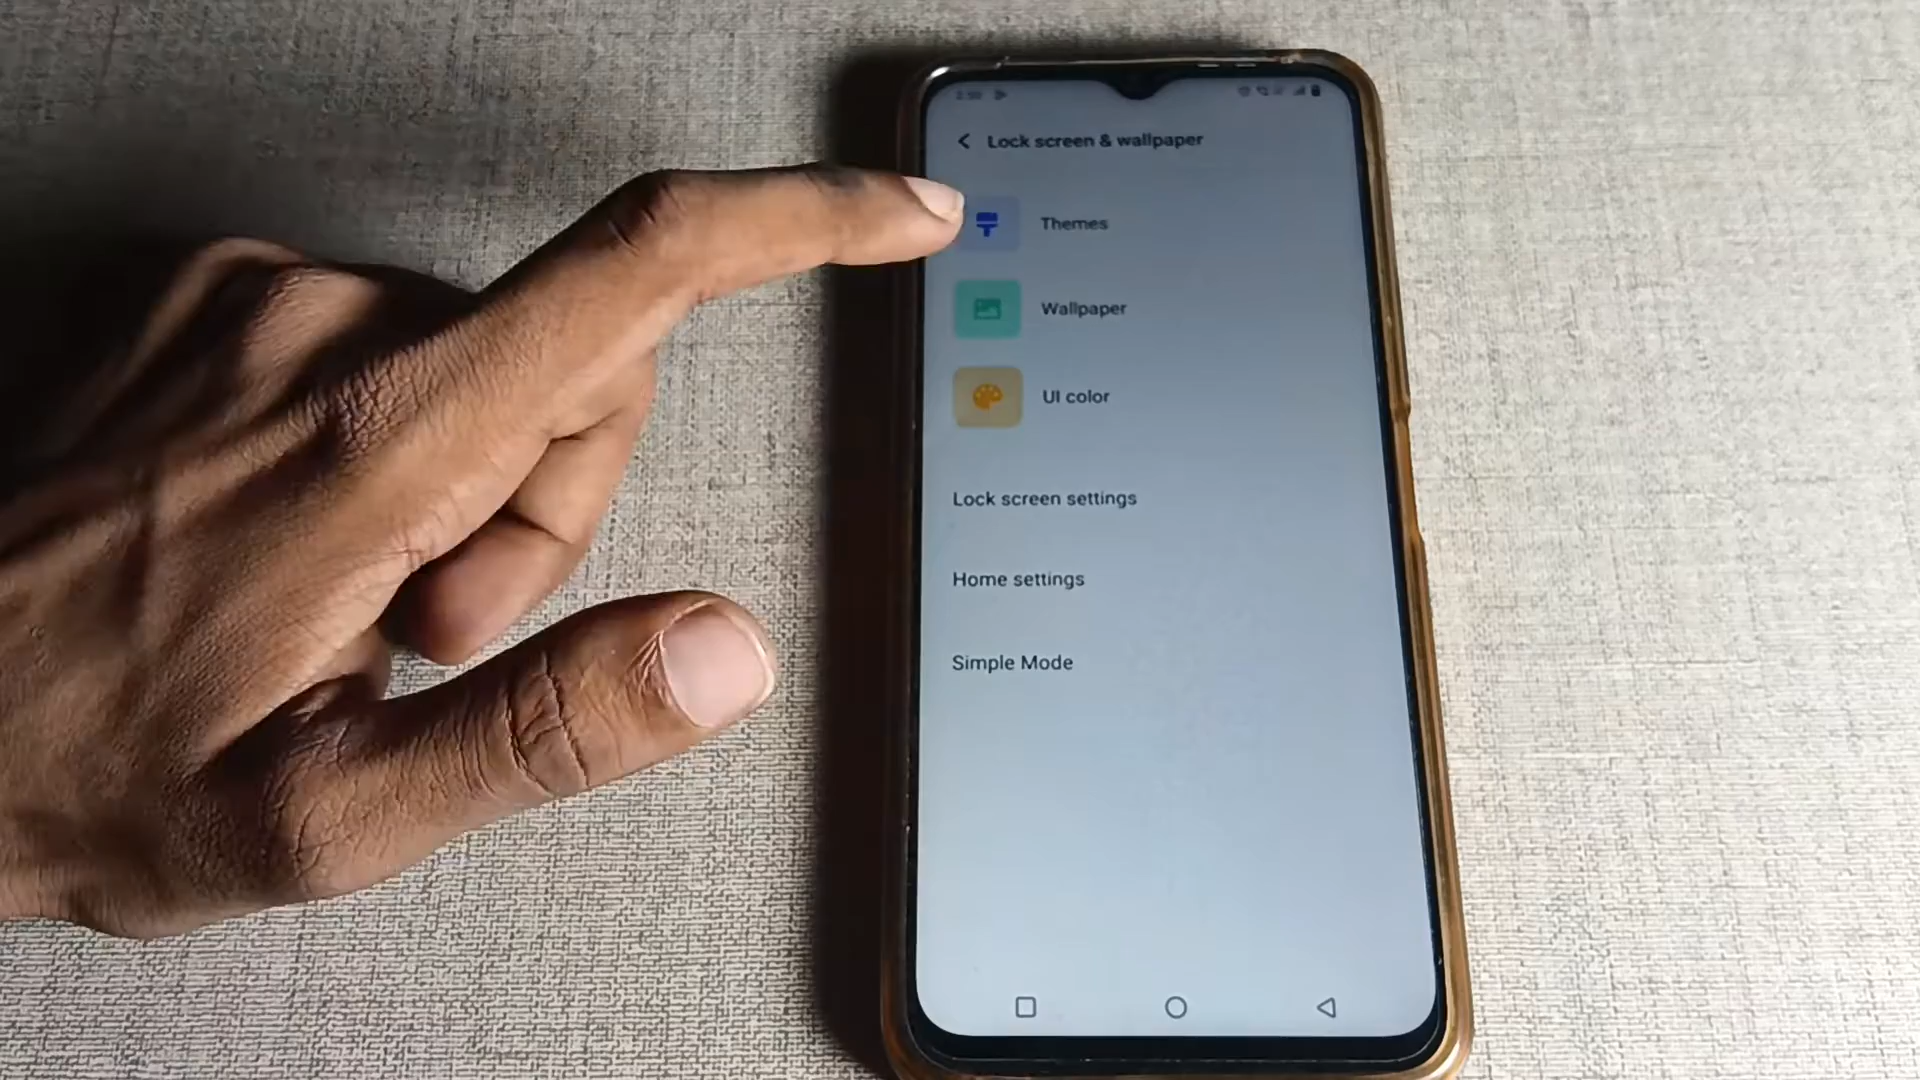 Lock screen & wallpaper
Themes
Wallpaper
UI color
Lock screen settings
Home settings
Simple Mode